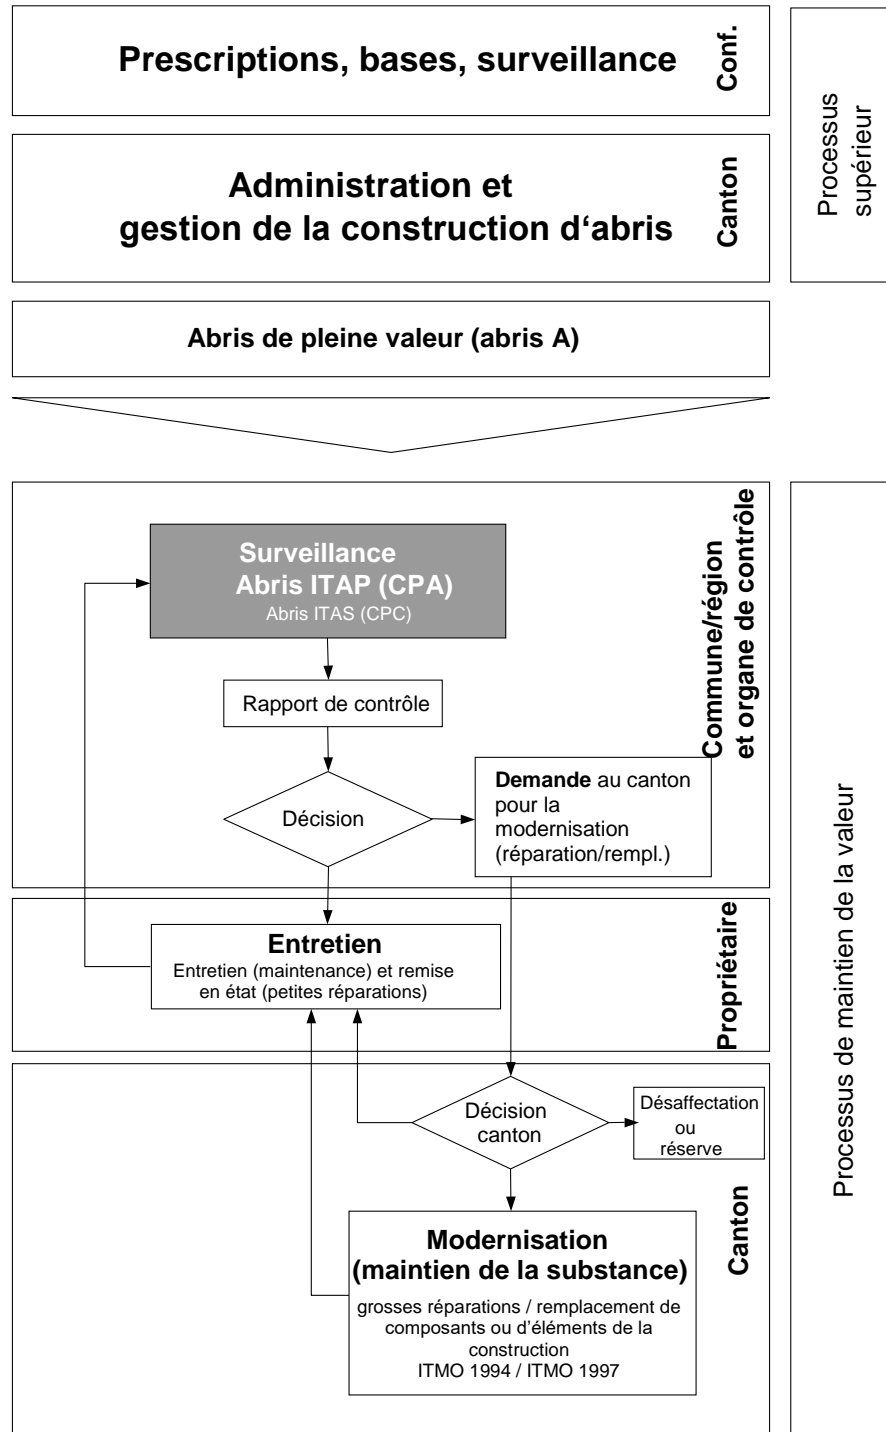 Prescriptions, bases, surveillance
Conf.
Processus
supérieur
Administration et
gestion de la construction d‘abris
Canton
Abris de pleine valeur (abris A)
Commune/région
et organe de contrôle
Surveillance
Abris ITAP (CPA)
Abris ITAS (CPC)
Rapport de contrôle
Décision
Demande au canton
pour la
modernisation
(réparation/rempl.)
Processus de maintien de la valeur
Propriétaire
Entretien
Entretien (maintenance) et remise
en état (petites réparations)
Décision
canton
Désaffectation
ou
réserve
Canton
Modernisation
(maintien de la substance)
grosses réparations / remplacement de
composants ou d’éléments de la
construction
ITMO 1994 / ITMO 1997